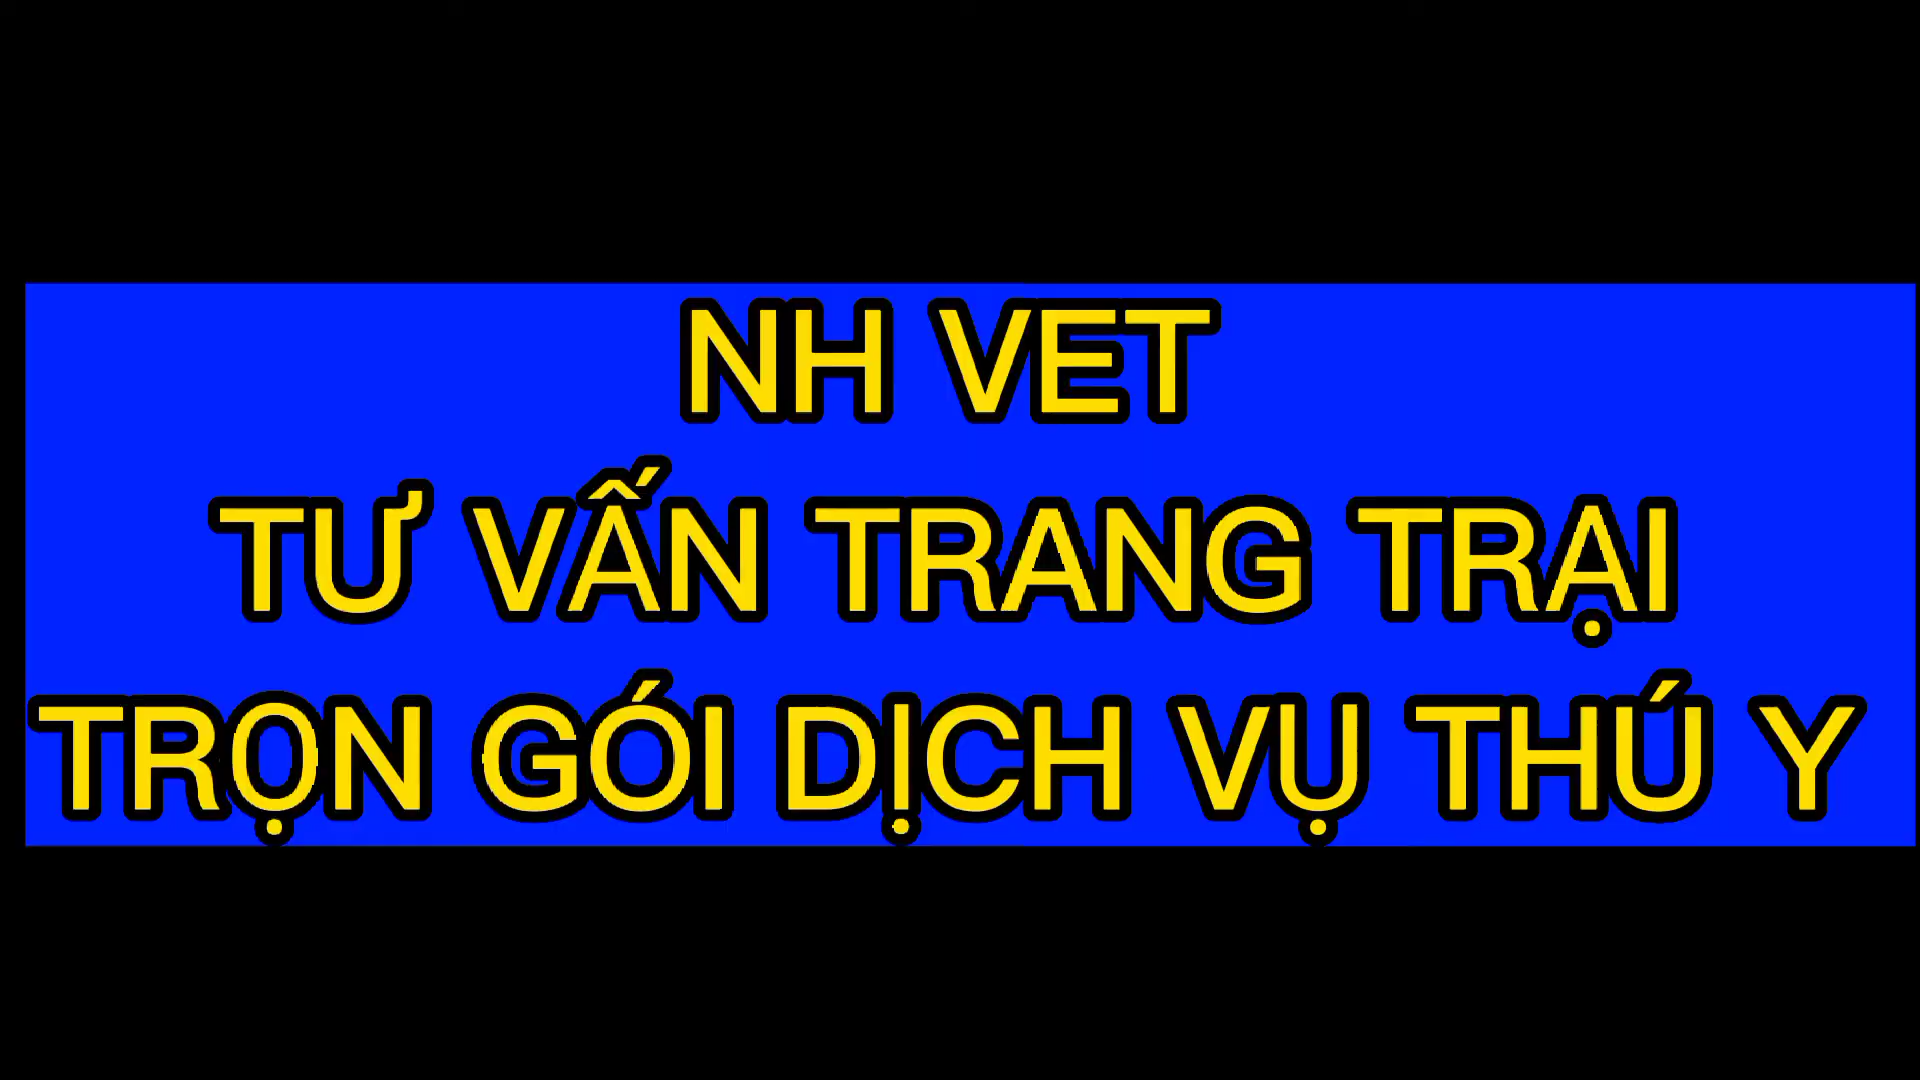 NH VET
TƯ VẤN TRANG TRẠI
TRỌN GÓI DỊCH VỤ THÚ Y